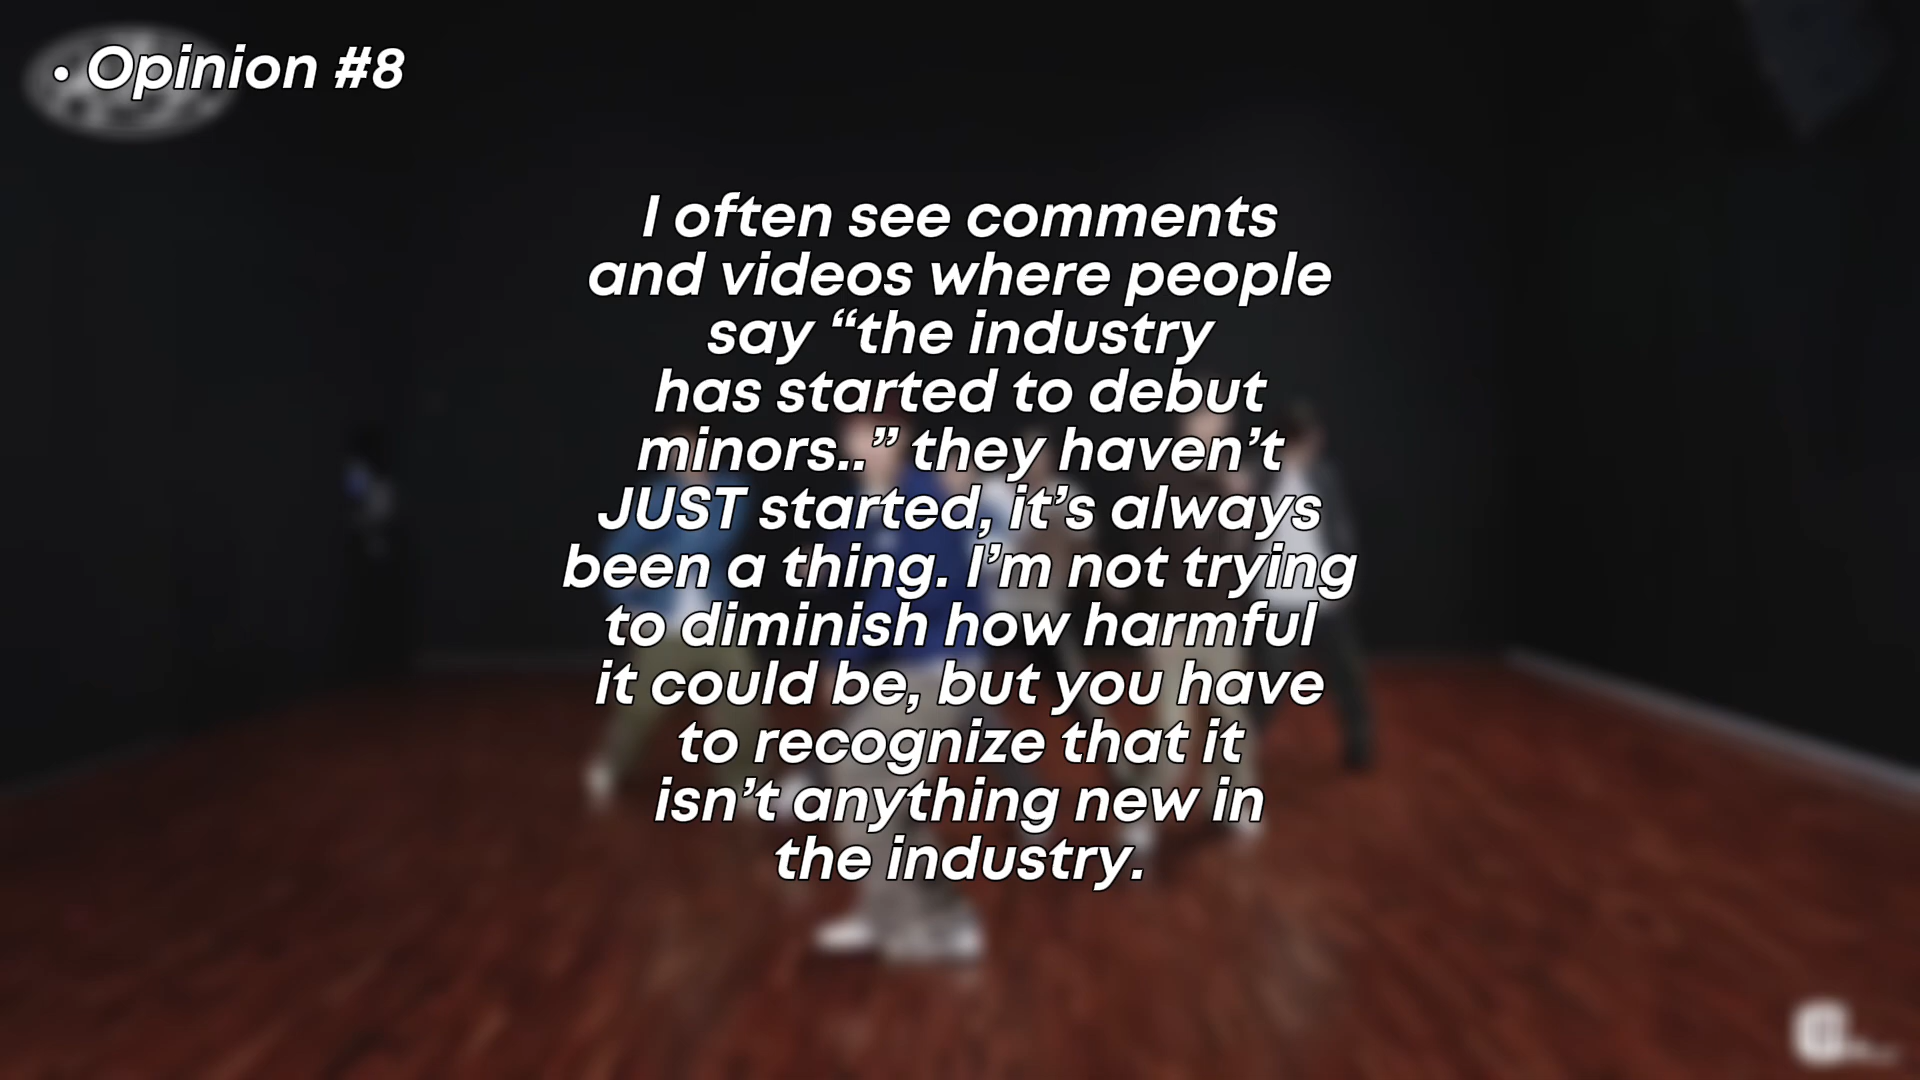 • Opinion #8
I often see comments
and videos where people
say “the industry
has started to debut
minors..” they haven’t
JUST started, it’s always
been a thing. I’m not trying
to diminish how harmful
it could be, but you have
to recognize that it
isn’t anything new in
the industry.